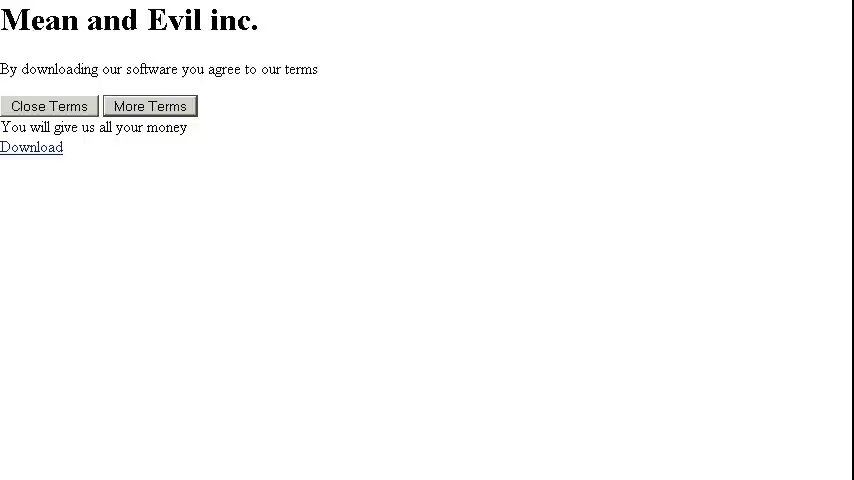 Mean and Evil inc.
By downloading our software you agree to our terms
Close Terms More Terms
You will give us all your money
Download